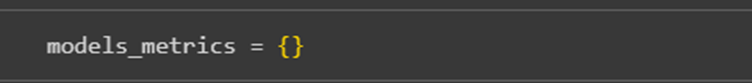 models_metrics = {}